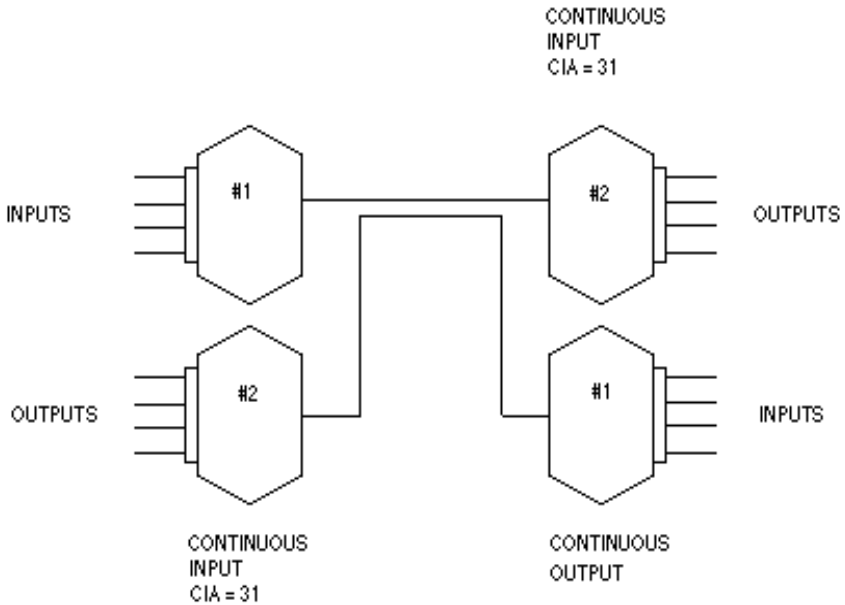 CONTINUOUS
INPUT
CIA = 31
#1
#2
INPUTS
OUTPUTS
#2
#1
OUTPUTS
INPUTS
CONTINUOUS
INPUT
CIA = 31
CONTINUOUS
OUTPUT